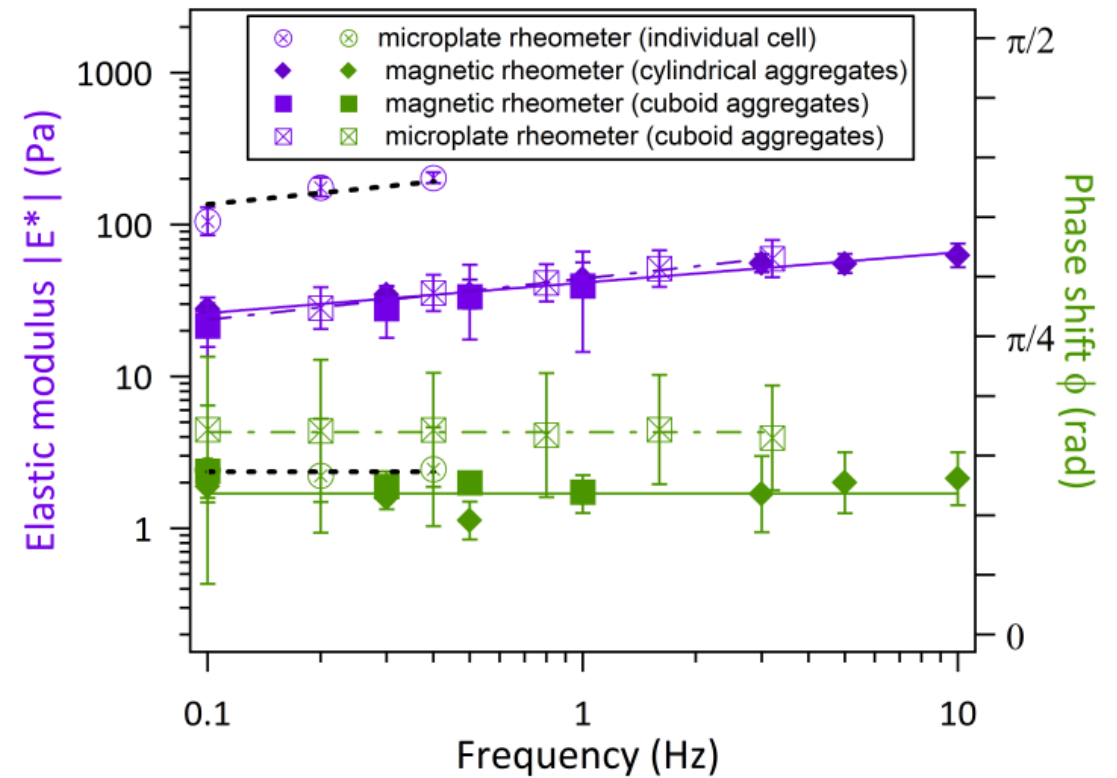 microplate rheometer (individual cell)
magnetic rheometer (cylindrical aggregates)
magnetic rheometer (cuboid aggregates)
microplate rheometer (cuboid aggregates)
Elastic modulus |E*| (Pa)
1000
100
10
1
π/2
π/4
0
Phase shift ϕ (rad)
0.1
1
10
Frequency (Hz)